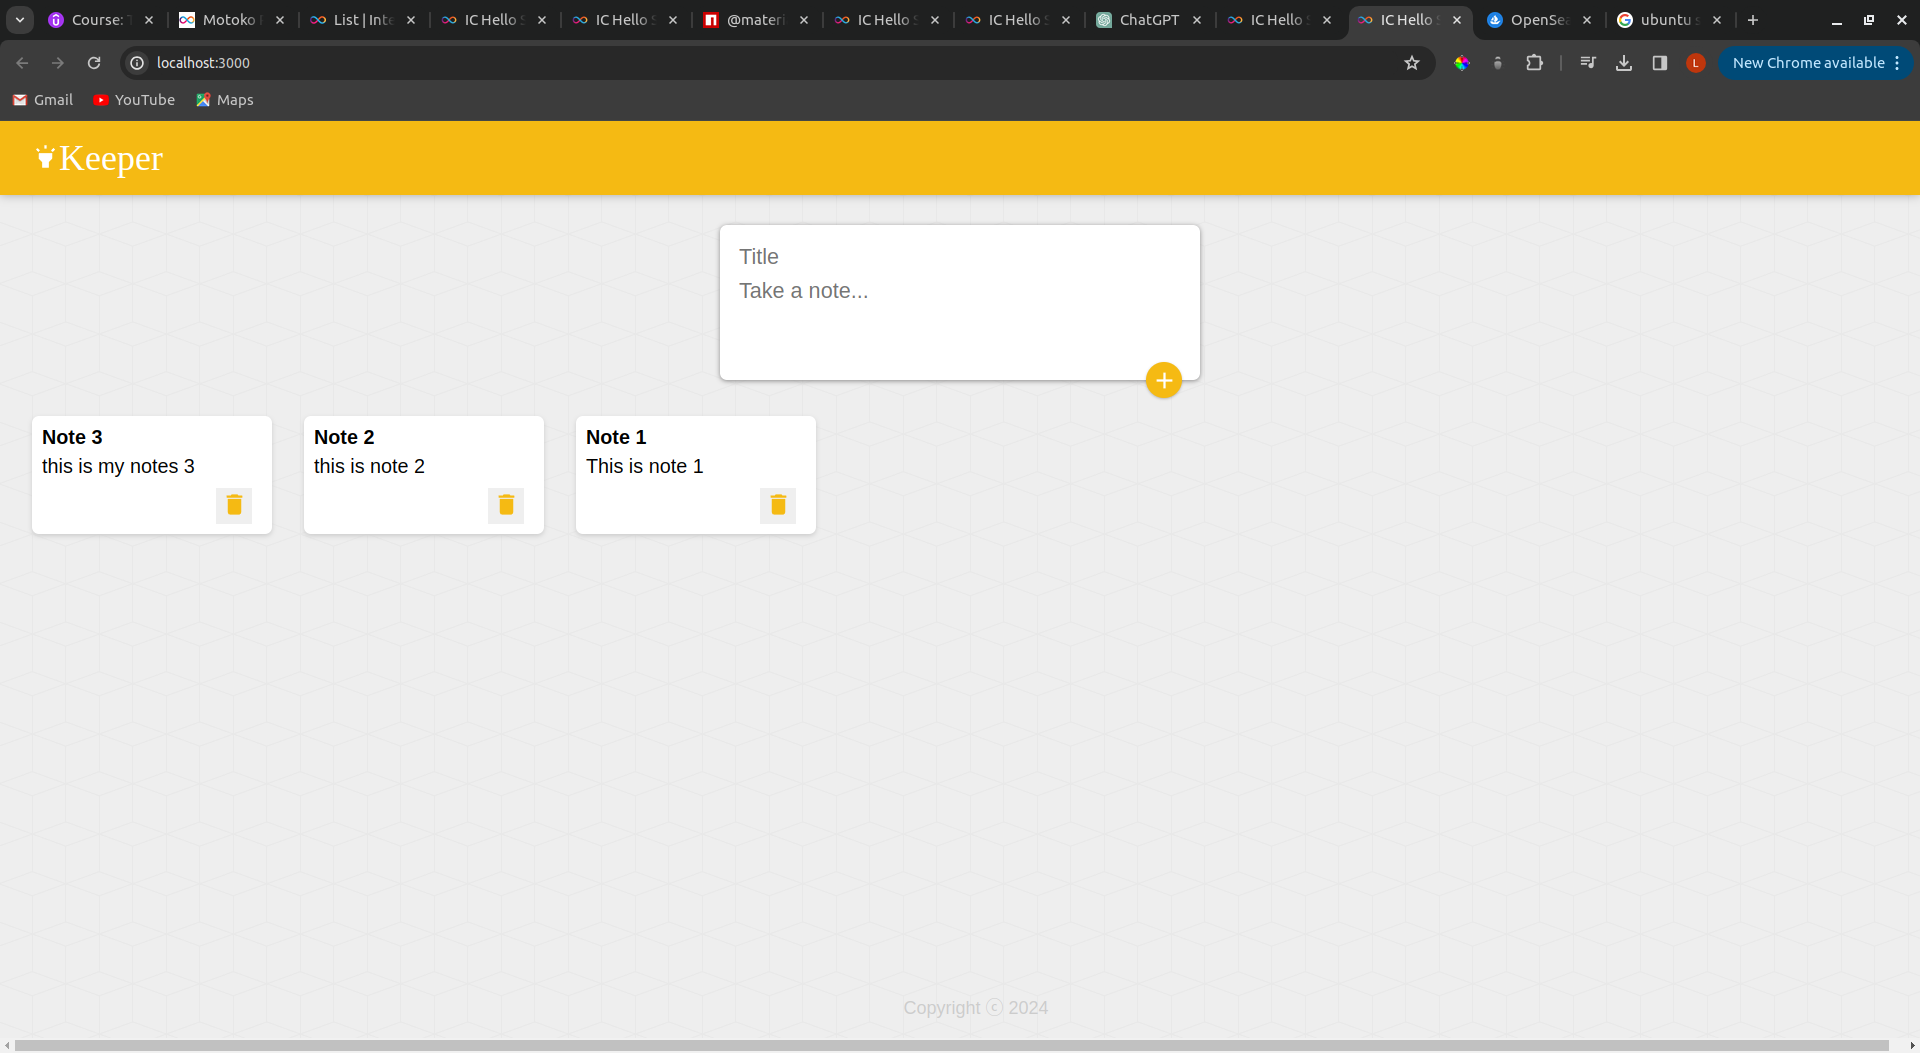 Course: T
Motoko
List | Inte
IC Hello S
IC Hello S
@materi
IC Hello S
IC Hello S
ChatGPT
IC Hello S
IC Hello S
OpenSea
ubuntu s
localhost:3000
L
New Chrome available
Gmail
YouTube
Maps
Keeper
Title
Take a note...
Note 3
this is my notes 3
Note 2
this is note 2
Note 1
This is note 1
Copyright ⓒ 2024